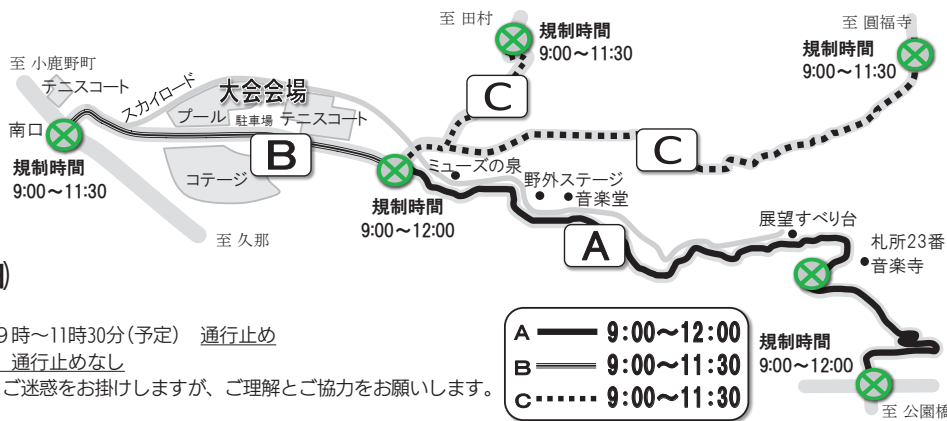 至 田村
規制時間
9:00～11:30
至 圓福寺
規制時間
9:00～11:30
至 小鹿野町
テニスコート
スカイロード
大会会場
プール
駐車場
テニスコート
南口
規制時間
9:00～11:30
B
コテージ
至 久那
C
C
ミューズの泉
規制時間
9:00～12:00
野外ステージ
音楽堂
A
展望すべり台
札所23番
音楽寺
規制時間
9:00～12:00
至 公園橋
A 9:00～12:00
B 9:00～11:30
C 9:00～11:30
9時～11時30分(予定) 通行止め
通行止めなし
ご迷惑をお掛けしますが、ご理解とご協力をお願いします。